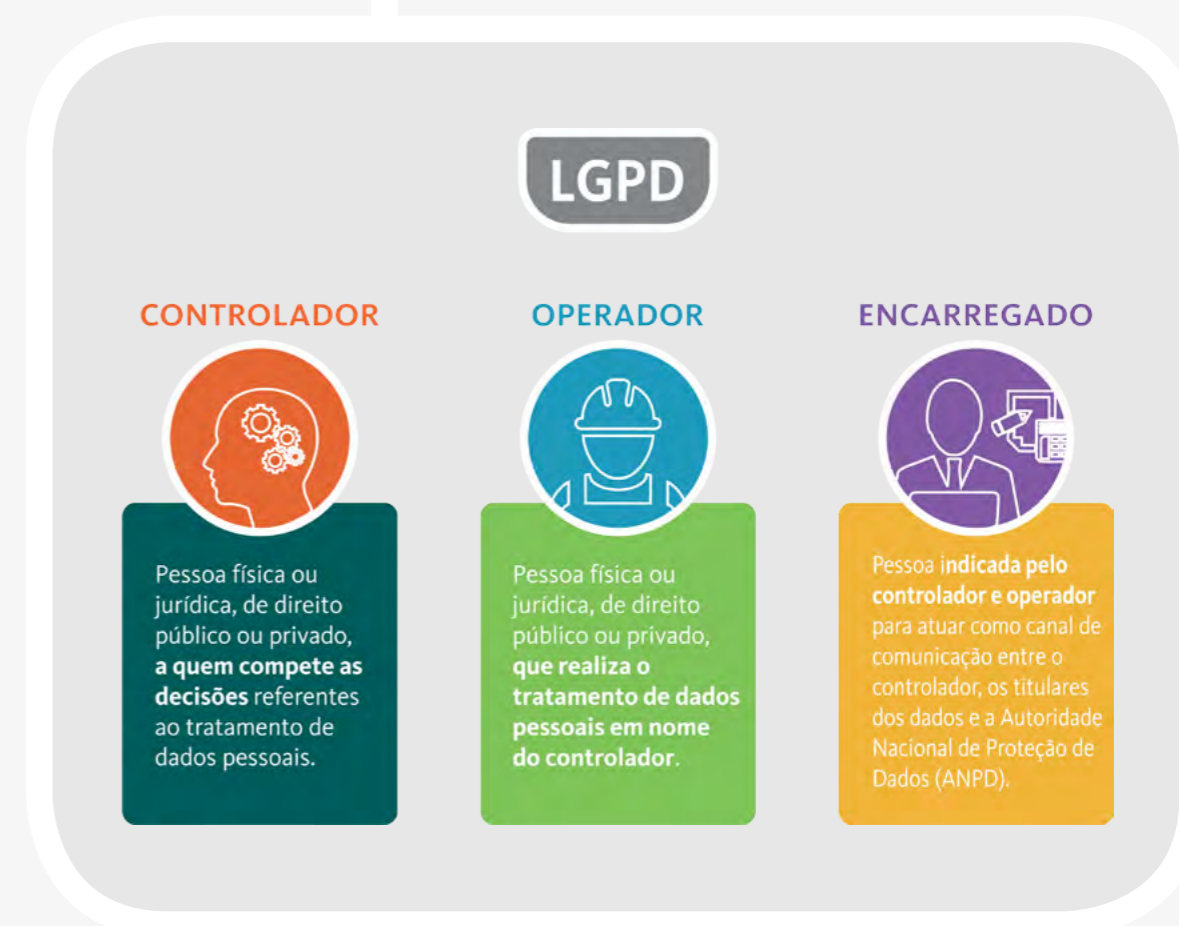 LGPD
CONTROLADOR
Pessoa física ou
jurídica, de direito
público ou privado,
a quem compete as
decisões referentes
ao tratamento de
dados pessoais.
OPERADOR
Pessoa física ou
jurídica, de direito
público ou privado,
que realiza o
tratamento de dados
pessoais em nome
do controlador.
ENCARREGADO
Pessoa indicada pelo
controlador e operador
para atuar como canal de
comunicação entre o
controlador, os titulares
dos dados e a Autoridade
Nacional de Proteção de
Dados (ANPD).